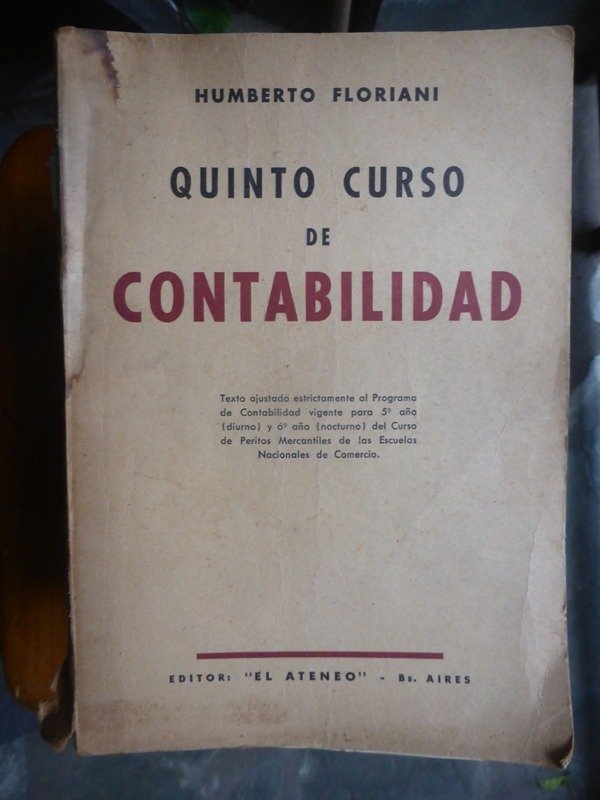 HUMBERTO FLORIANI
QUINTO CURSO
DE
CONTABILIDAD
Texto ajustado estrictamente al Programa
de Contabilidad vigente para 5º año
(diurno) y 6º año (nocturno) del Curso
de Peritos Mercantiles de las Escuelas
Nacionales de Comercio.
EDITOR: "EL ATENEO" - Bs. AIRES